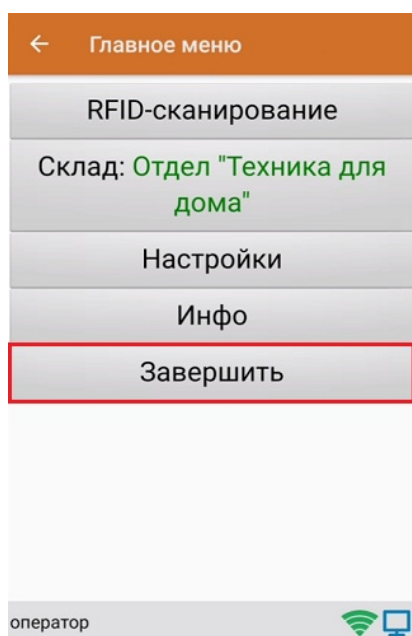 Главное меню
RFID-сканирование
Склад: Отдел "Техника для
дома"
Настройки
Инфо
Завершить
оператор